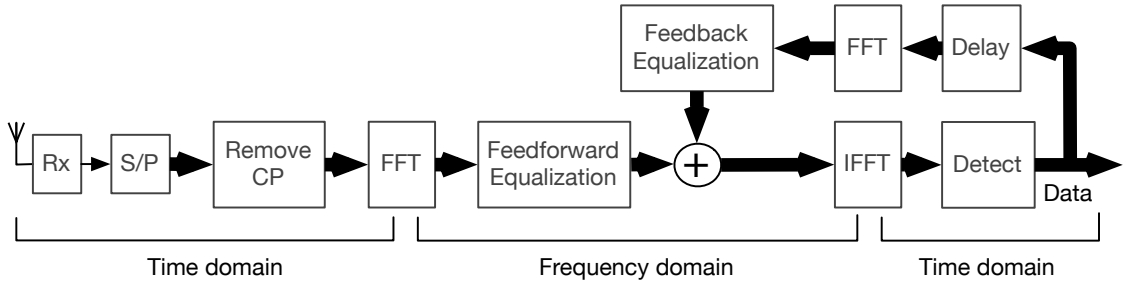 Feedback
Equalization
FFT
Delay
Rx
S/P
Remove
CP
FFT
Feedforward
Equalization
+
IFFT
Detect
Data
Time domain
Frequency domain
Time domain